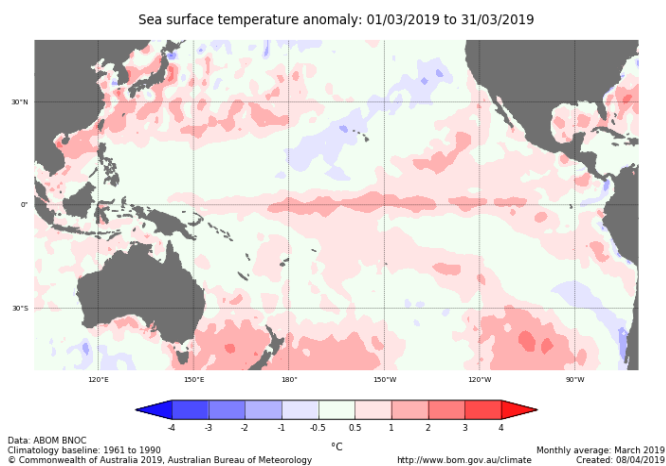 Sea surface temperature anomaly: 01/03/2019 to 31/03/2019
30°N
0°
30°S
120°E 150°E 180° 150°W 120°W 90°W
-4 -3 -2 -1 -0.5 0.5 1 2 3 4
°C
Data: ABOM BNOC
Climatology baseline: 1961 to 1990 Monthly average: March 2019
© Commonwealth of Australia 2019, Australian Bureau of Meteorology http://www.bom.gov.au/climate Created: 08/04/2019